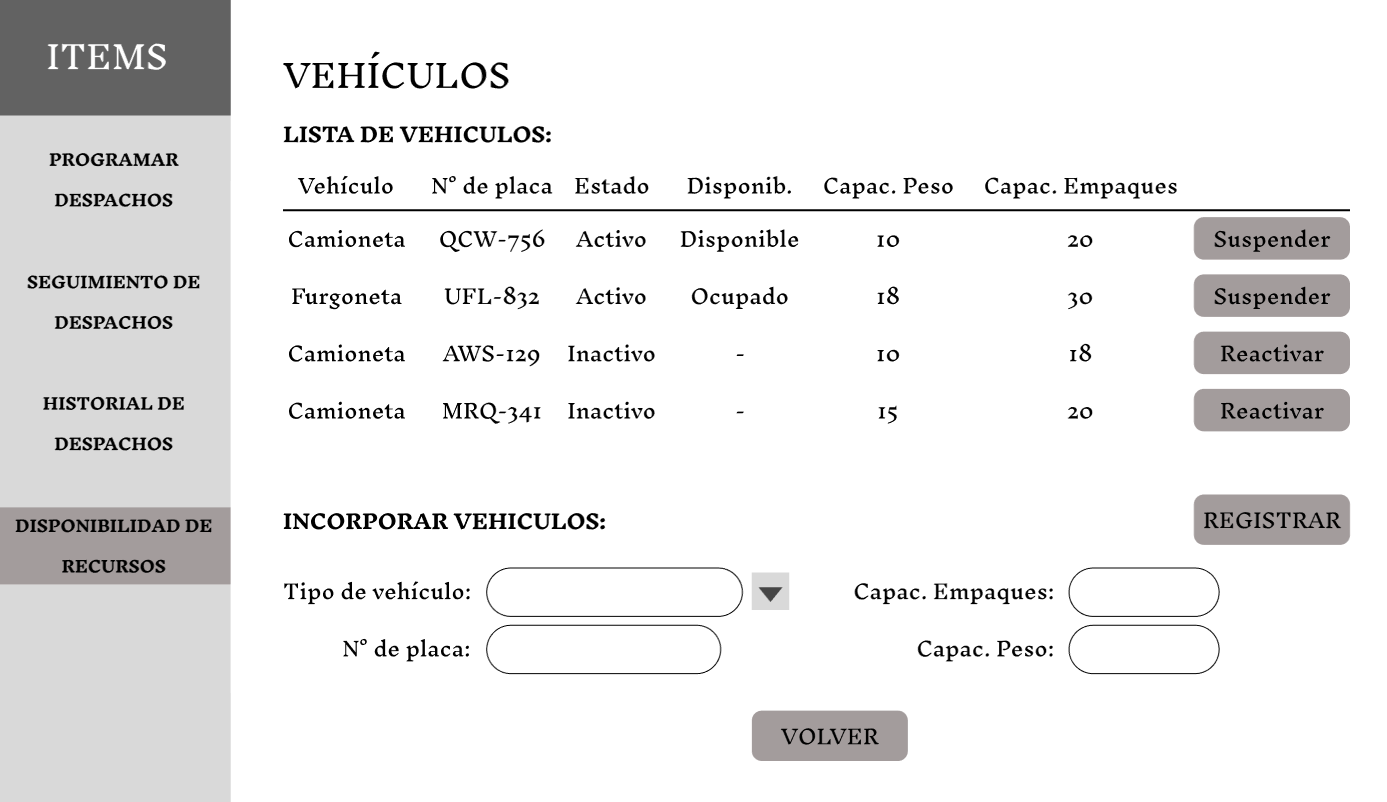 ITEMS
PROGRAMAR
DESPACHOS
SEGUIMIENTO DE
DESPACHOS
HISTORIAL DE
DESPACHOS
DISPONIBILIDAD DE
RECURSOS
VEHÍCULOS
LISTA DE VEHICULOS:
Vehículo N° de placa Estado Disponib. Capac. Peso Capac. Empaques
Camioneta QCW-756 Activo Disponible 10 20 Suspender
Furgoneta UFL-832 Activo Ocupado 18 30 Suspender
Camioneta AWS-129 Inactivo - 10 18 Reactivar
Camioneta MRQ-341 Inactivo - 15 20 Reactivar
INCORPORAR VEHICULOS: REGISTRAR
Tipo de vehículo: Capac. Empaques:
N° de placa: Capac. Peso:
VOLVER